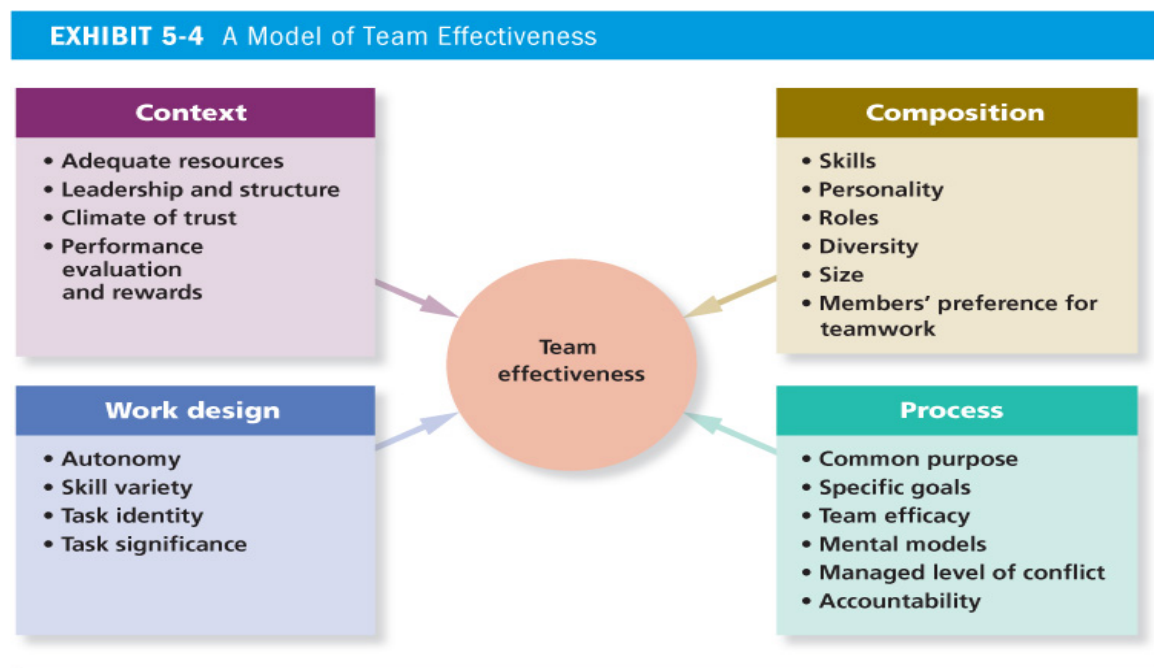 EXHIBIT 5-4 A Model of Team Effectiveness
Context
• Adequate resources
• Leadership and structure
• Climate of trust
• Performance
evaluation
and rewards
Composition
• Skills
• Personality
• Roles
• Diversity
• Size
• Members’ preference for
teamwork
Team
effectiveness
Work design
• Autonomy
• Skill variety
• Task identity
• Task significance
Process
• Common purpose
• Specific goals
• Team efficacy
• Mental models
• Managed level of conflict
• Accountability